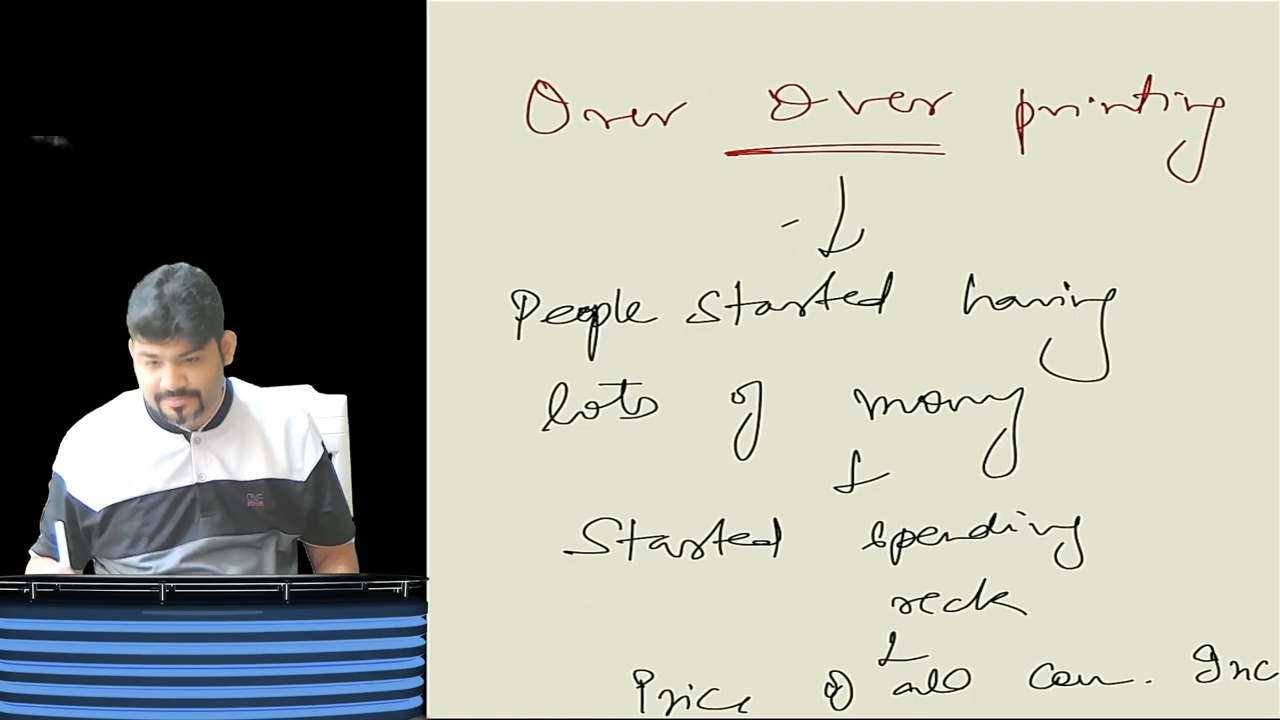 Over Over printing
People started having
lots of mony
Started spending
reck
Price of all com. Inc